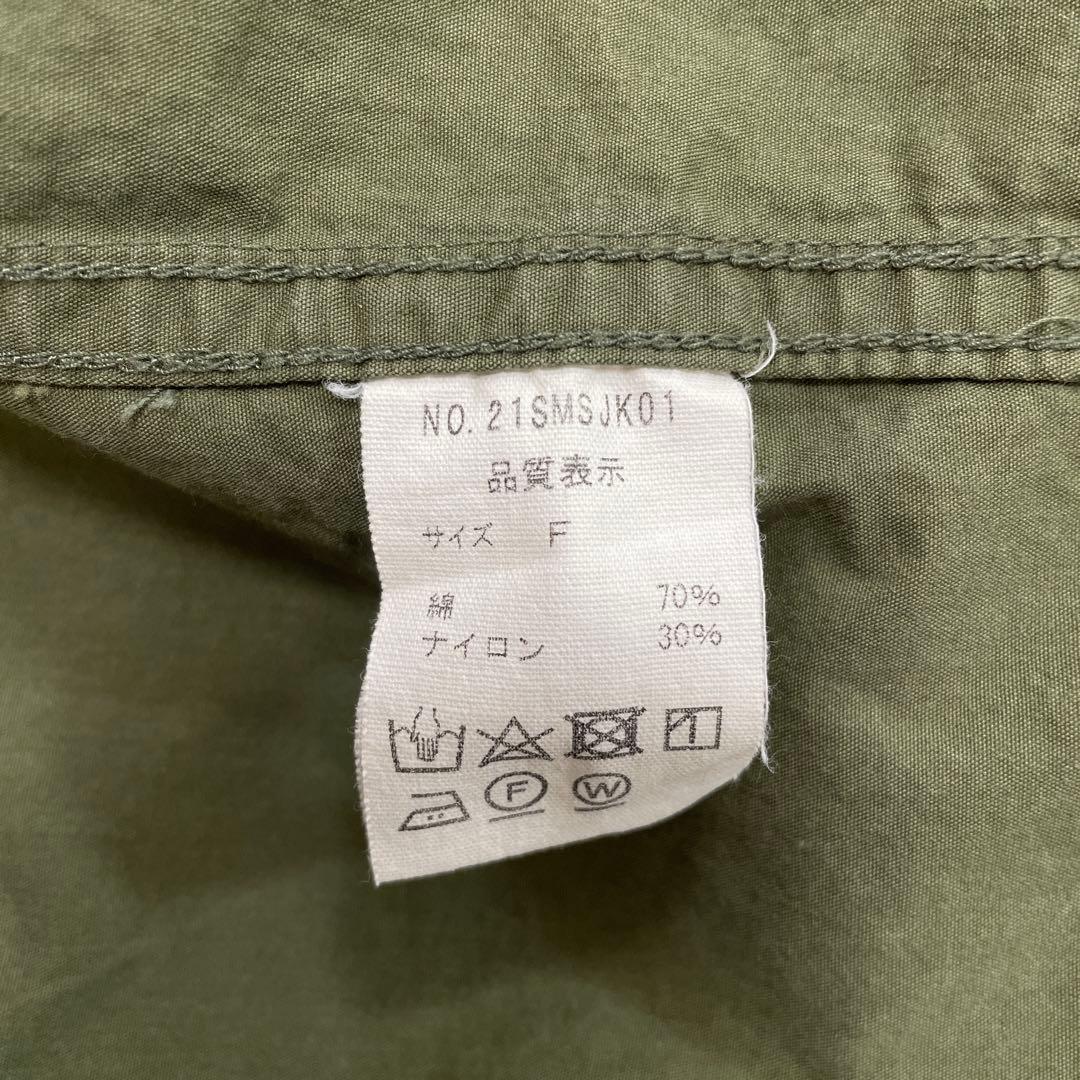 NO. 21SMSJK01
品質表示
サイズ F
綿 70%
ナイロン 30%
F W